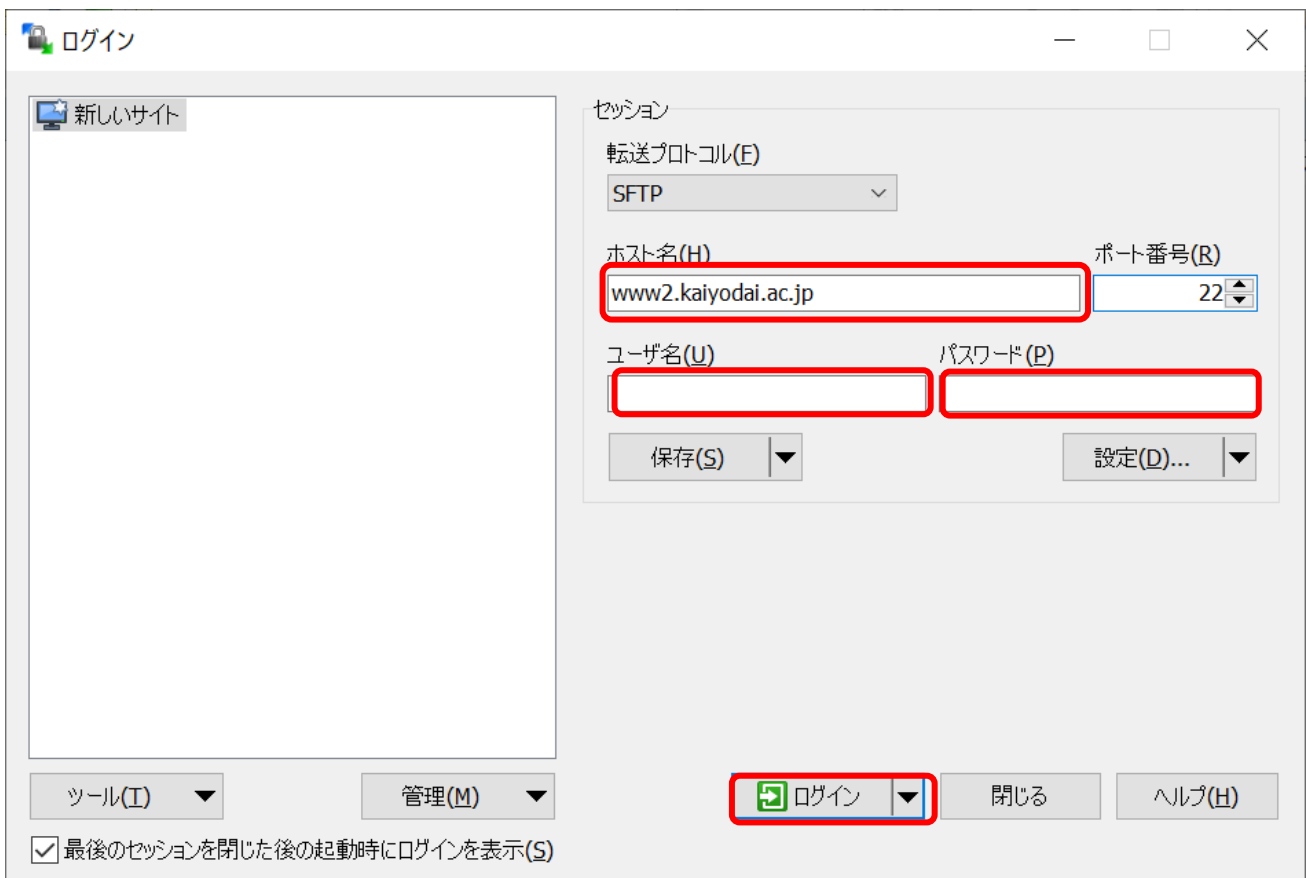 ログイン
新しいサイト
セッション
転送プロトコル(F)
SFTP
ホスト名(H) ポート番号(R)
www2.kaiyodai.ac.jp 22
ユーザ名(U) パスワード(P)
保存(S) 設定(D)...
ツール(T) 管理(M) ログイン 閉じる ヘルプ(H)
最後のセッションを閉じた後の起動時にログインを表示(S)